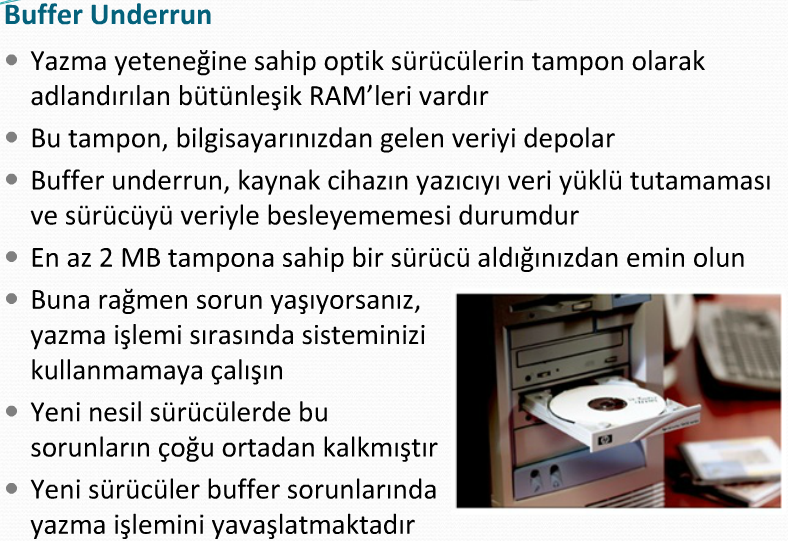 Buffer Underrun
Yazma yeteneğine sahip optik sürücülerin tampon olarak
adlandırılan bütünleşik RAM'leri vardır
Bu tampon, bilgisayarınızdan gelen veriyi depolar
Buffer underrun, kaynak cihazın yazıcıyı veri yüklü tutamaması
ve sürücüyü veriyle besleyememesi durumdur
En az 2 MB tampona sahip bir sürücü aldığınızdan emin olun
Buna rağmen sorun yaşıyorsanız,
yazma işlemi sırasında sisteminizi
kullanmamaya çalışın
Yeni nesil sürücülerde bu
sorunların çoğu ortadan kalkmıştır
Yeni sürücüler buffer sorunlarında
yazma işlemini yavaşlatmaktadır
hp